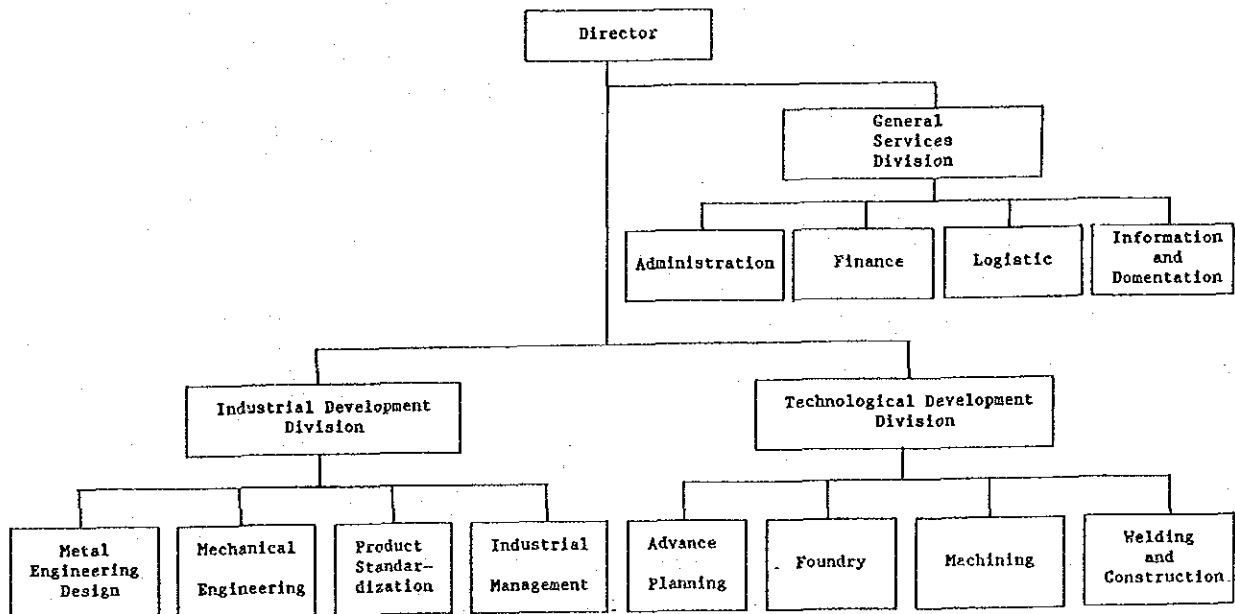 Director
General
Services
Division
Administration
Finance
Logistic
Information
and
Domentation
Industrial Development
Division
Technological Development
Division
Metal
Engineering
Design
Mechanical
Engineering
Product
Standar-
dization
Industrial
Management
Advance
Planning
Foundry
Machining
Welding
and
Construction